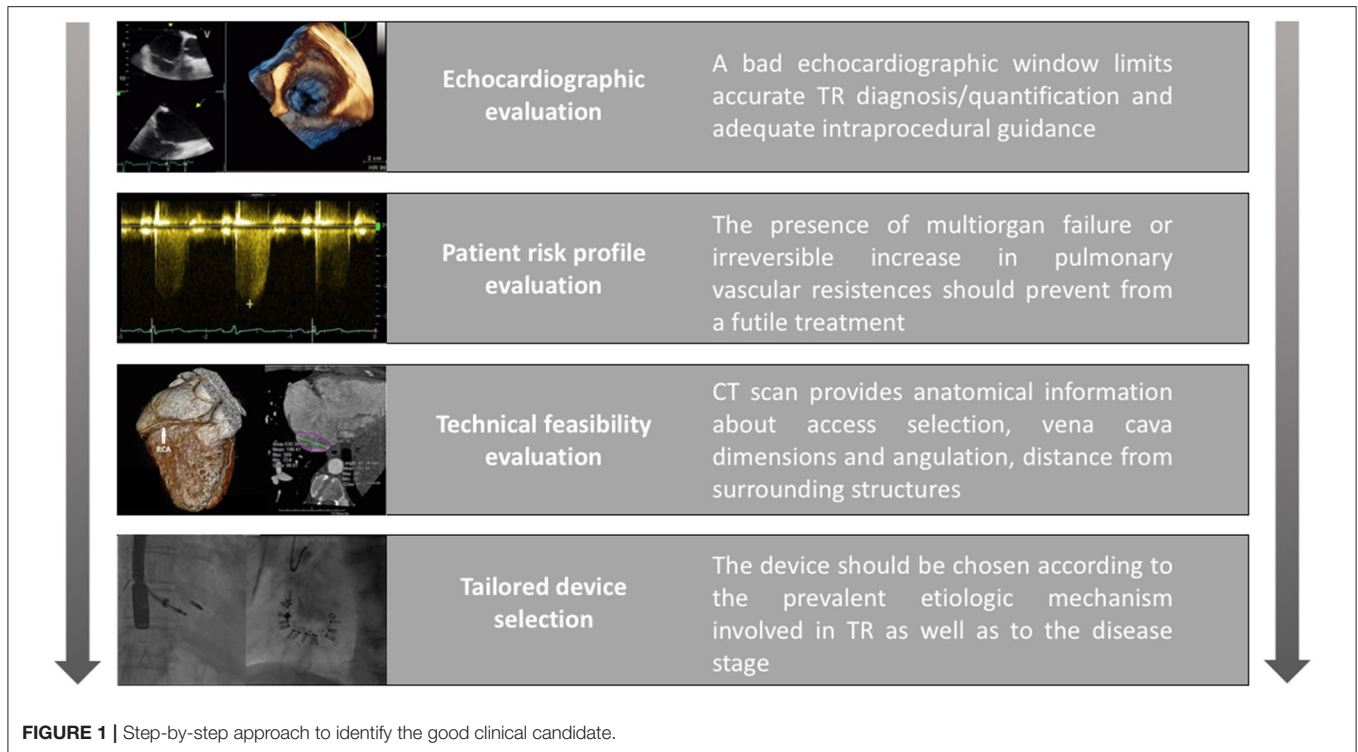 Echocardiographic
evaluation
A bad echocardiographic window limits
accurate TR diagnosis/quantification and
adequate intraprocedural guidance
V
2 cm
Patient risk profile
evaluation
The presence of multiorgan failure or
irreversible increase in pulmonary
vascular resistences should prevent from
a futile treatment
Technical feasibility
evaluation
CT scan provides anatomical information
about access selection, vena cava
dimensions and angulation, distance from
surrounding structures
RCA
Tailored device
selection
The device should be chosen according to
the prevalent etiologic mechanism
involved in TR as well as to the disease
stage
FIGURE 1 | Step-by-step approach to identify the good clinical candidate.